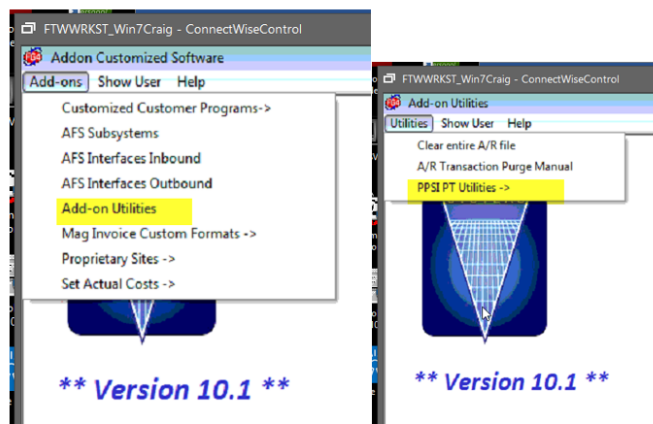 FTWWRKST_Win7Craig - ConnectWiseControl
Addon Customized Software
Add-ons Show User Help
Customized Customer Programs->
AFS Subsystems
AFS Interfaces Inbound
AFS Interfaces Outbound
Add-on Utilities
Mag Invoice Custom Formats ->
Proprietary Sites ->
Set Actual Costs ->
** Version 10.1 **
FTWWRKST_Win7Craig - ConnectWiseControl
Add-on Utilities
Utilities Show User Help
Clear entire A/R file
A/R Transaction Purge Manual
PPSI PT Utilities ->
** Version 10.1 **